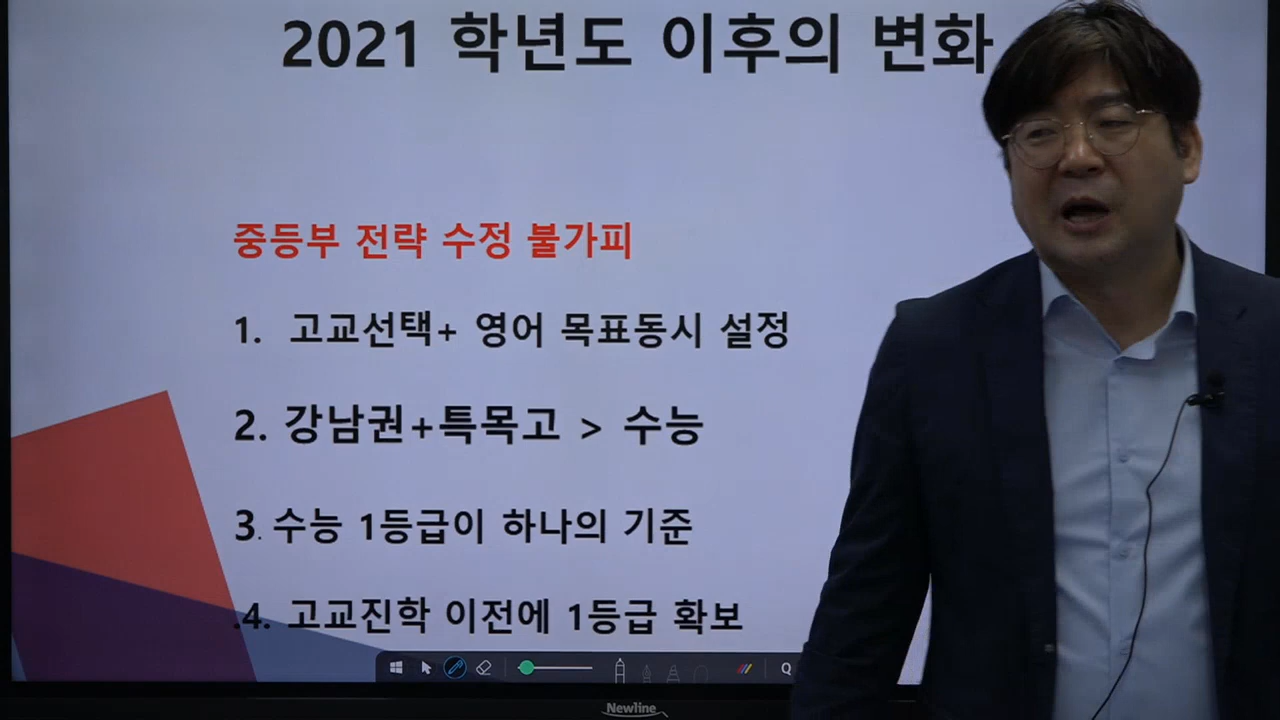 2021 학년도 이후의 변화
중등부 전략 수정 불가피
1. 고교선택+ 영어 목표동시 설정
2. 강남권+특목고 > 수능
3. 수능 1등급이 하나의 기준
.4. 고교진학 이전에 1등급 확보
Newline